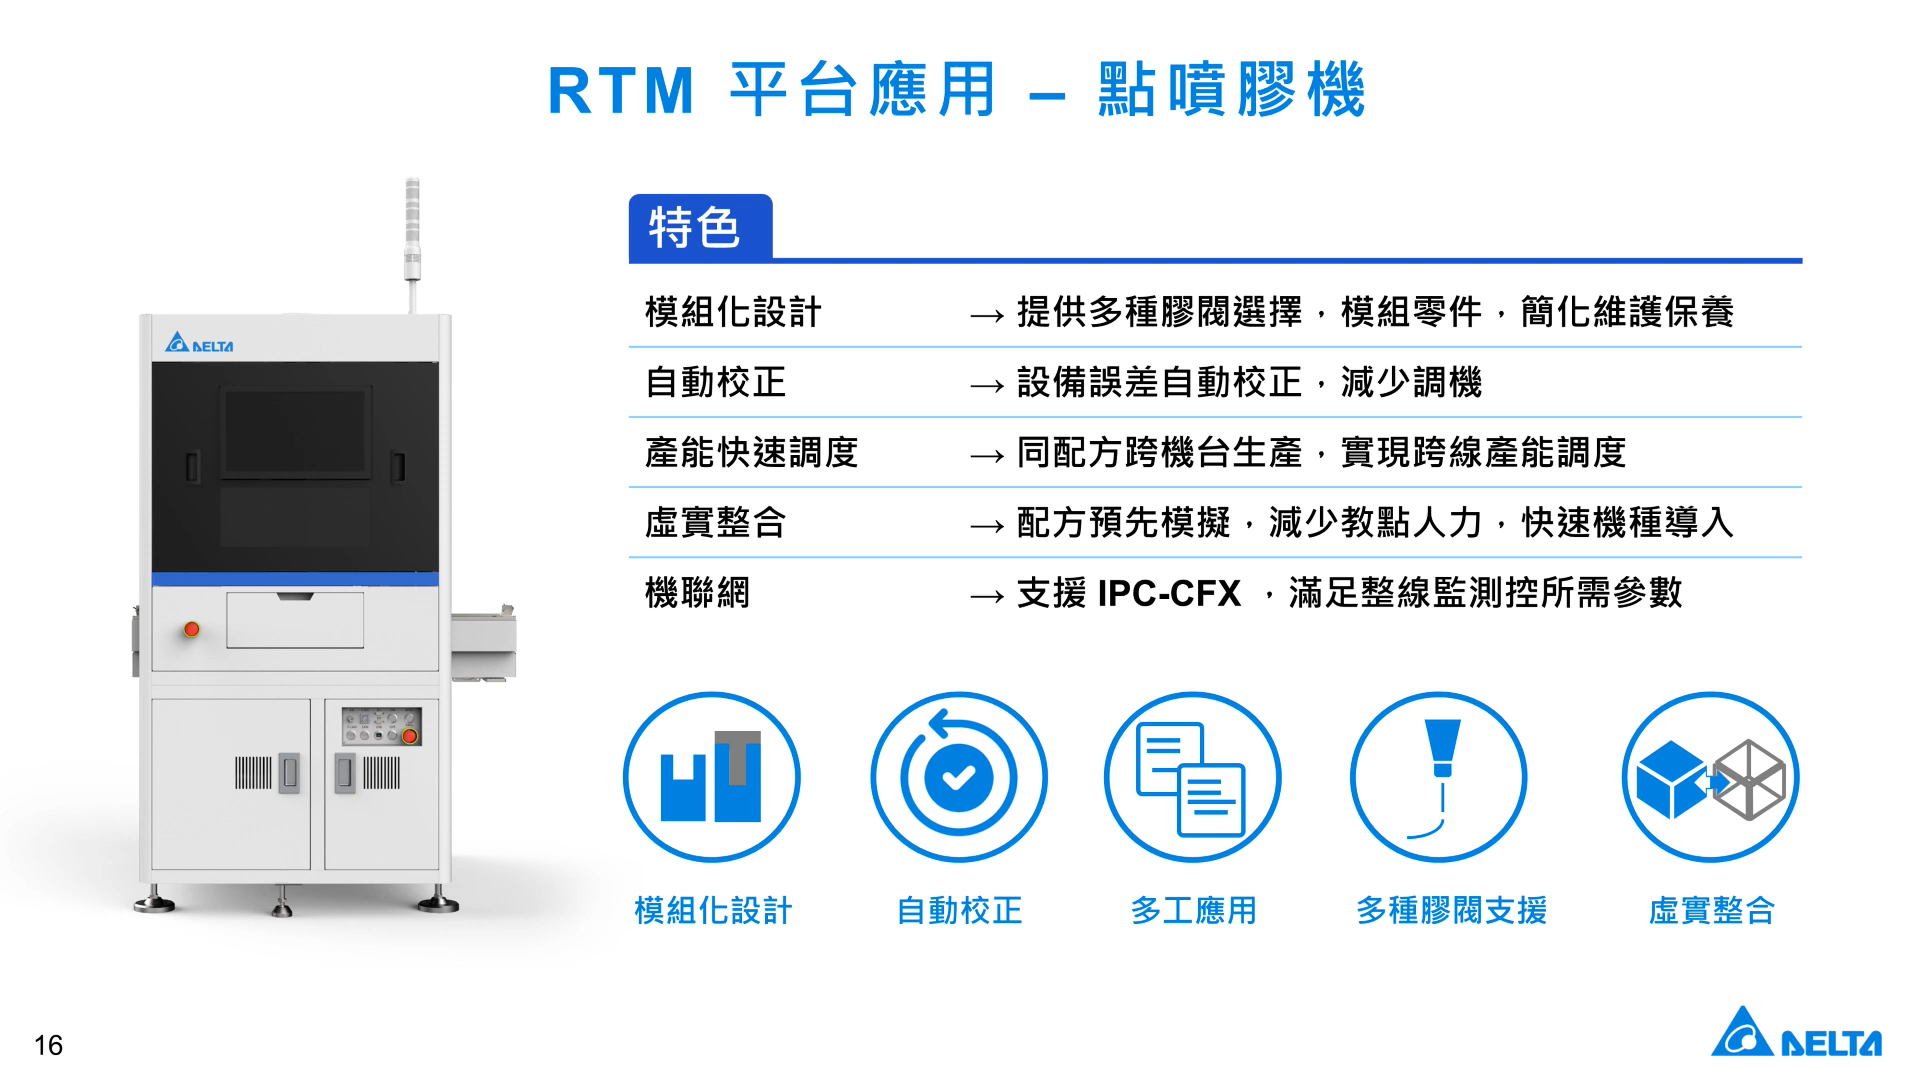 RTM 平台應用 – 點噴膠機
特色
模組化設計 → 提供多種膠閥選擇，模組零件，簡化維護保養
自動校正 → 設備誤差自動校正，減少調機
產能快速調度 → 同配方跨機台生產，實現跨線產能調度
虛實整合 → 配方預先模擬，減少教點人力，快速機種導入
機聯網 → 支援 IPC-CFX ，滿足整線監測控所需參數
DELTA
模組化設計
自動校正
多工應用
多種膠閥支援
虛實整合
16
DELTA